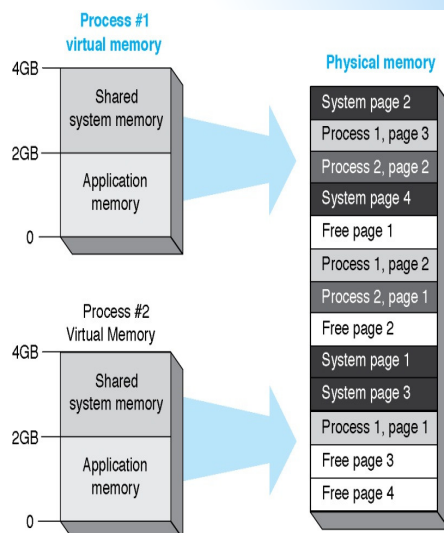 Process #1
virtual memory
4GB
Shared
system memory
2GB
Application
memory
0
Process #2
Virtual Memory
4GB
Shared
system memory
2GB
Application
memory
0
Physical memory
System page 2
Process 1, page 3
Process 2, page 2
System page 4
Free page 1
Process 1, page 2
Process 2, page 1
Free page 2
System page 1
System page 3
Process 1, page 1
Free page 3
Free page 4